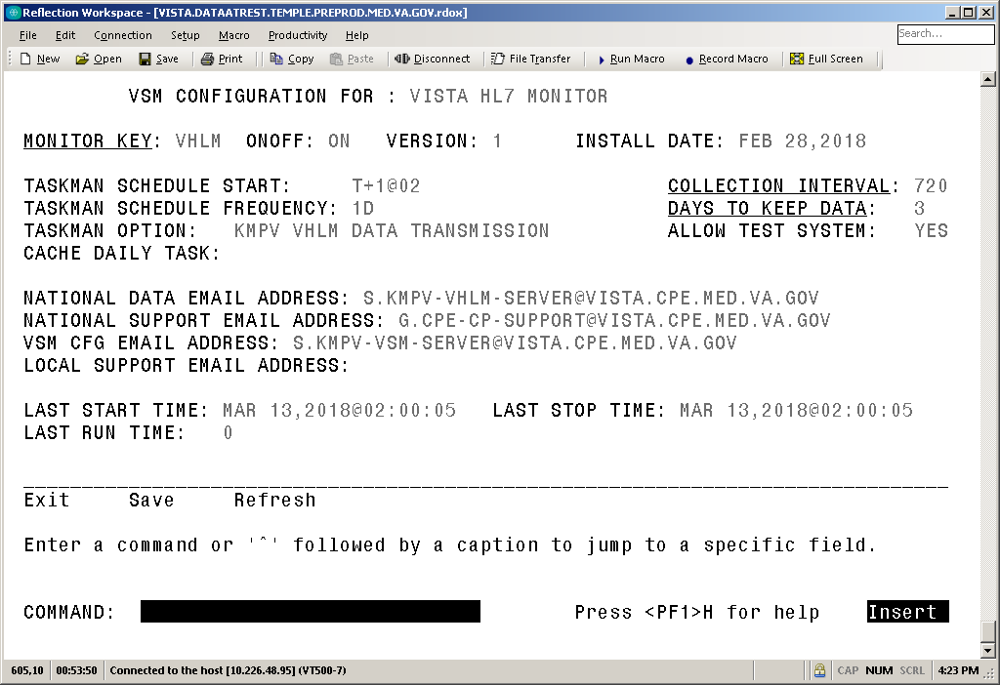 Reflection Workspace - [VISTA.DATAATREST.TEMPLE.PREPROD.MED.VA.GOV.rdox]
File Edit Connection Setup Macro Productivity Help Search...
New Open Save Print Copy Paste Disconnect File Transfer Run Macro Record Macro Full Screen
VSM CONFIGURATION FOR : VISTA HL7 MONITOR
MONITOR KEY: VHLM ONOFF: ON VERSION: 1 INSTALL DATE: FEB 28,2018
TASKMAN SCHEDULE START: T+1@02 COLLECTION INTERVAL: 720
TASKMAN SCHEDULE FREQUENCY: 1D DAYS TO KEEP DATA: 3
TASKMAN OPTION: KMPV VHLM DATA TRANSMISSION ALLOW TEST SYSTEM: YES
CACHE DAILY TASK:
NATIONAL DATA EMAIL ADDRESS: S.KMPV-VHLM-SERVER@VISTA.CPE.MED.VA.GOV
NATIONAL SUPPORT EMAIL ADDRESS: G.CPE-CP-SUPPORT@VISTA.CPE.MED.VA.GOV
VSM CFG EMAIL ADDRESS: S.KMPV-VSM-SERVER@VISTA.CPE.MED.VA.GOV
LOCAL SUPPORT EMAIL ADDRESS:
LAST START TIME: MAR 13,2018@02:00:05 LAST STOP TIME: MAR 13,2018@02:00:05
LAST RUN TIME: 0
Exit Save Refresh
Enter a command or '^' followed by a caption to jump to a specific field.
COMMAND: Press <PF1>H for help Insert
605,10 00:53:50 Connected to the host [10.226.48.95] (VT500-7) CAP NUM SCRL 4:23 PM